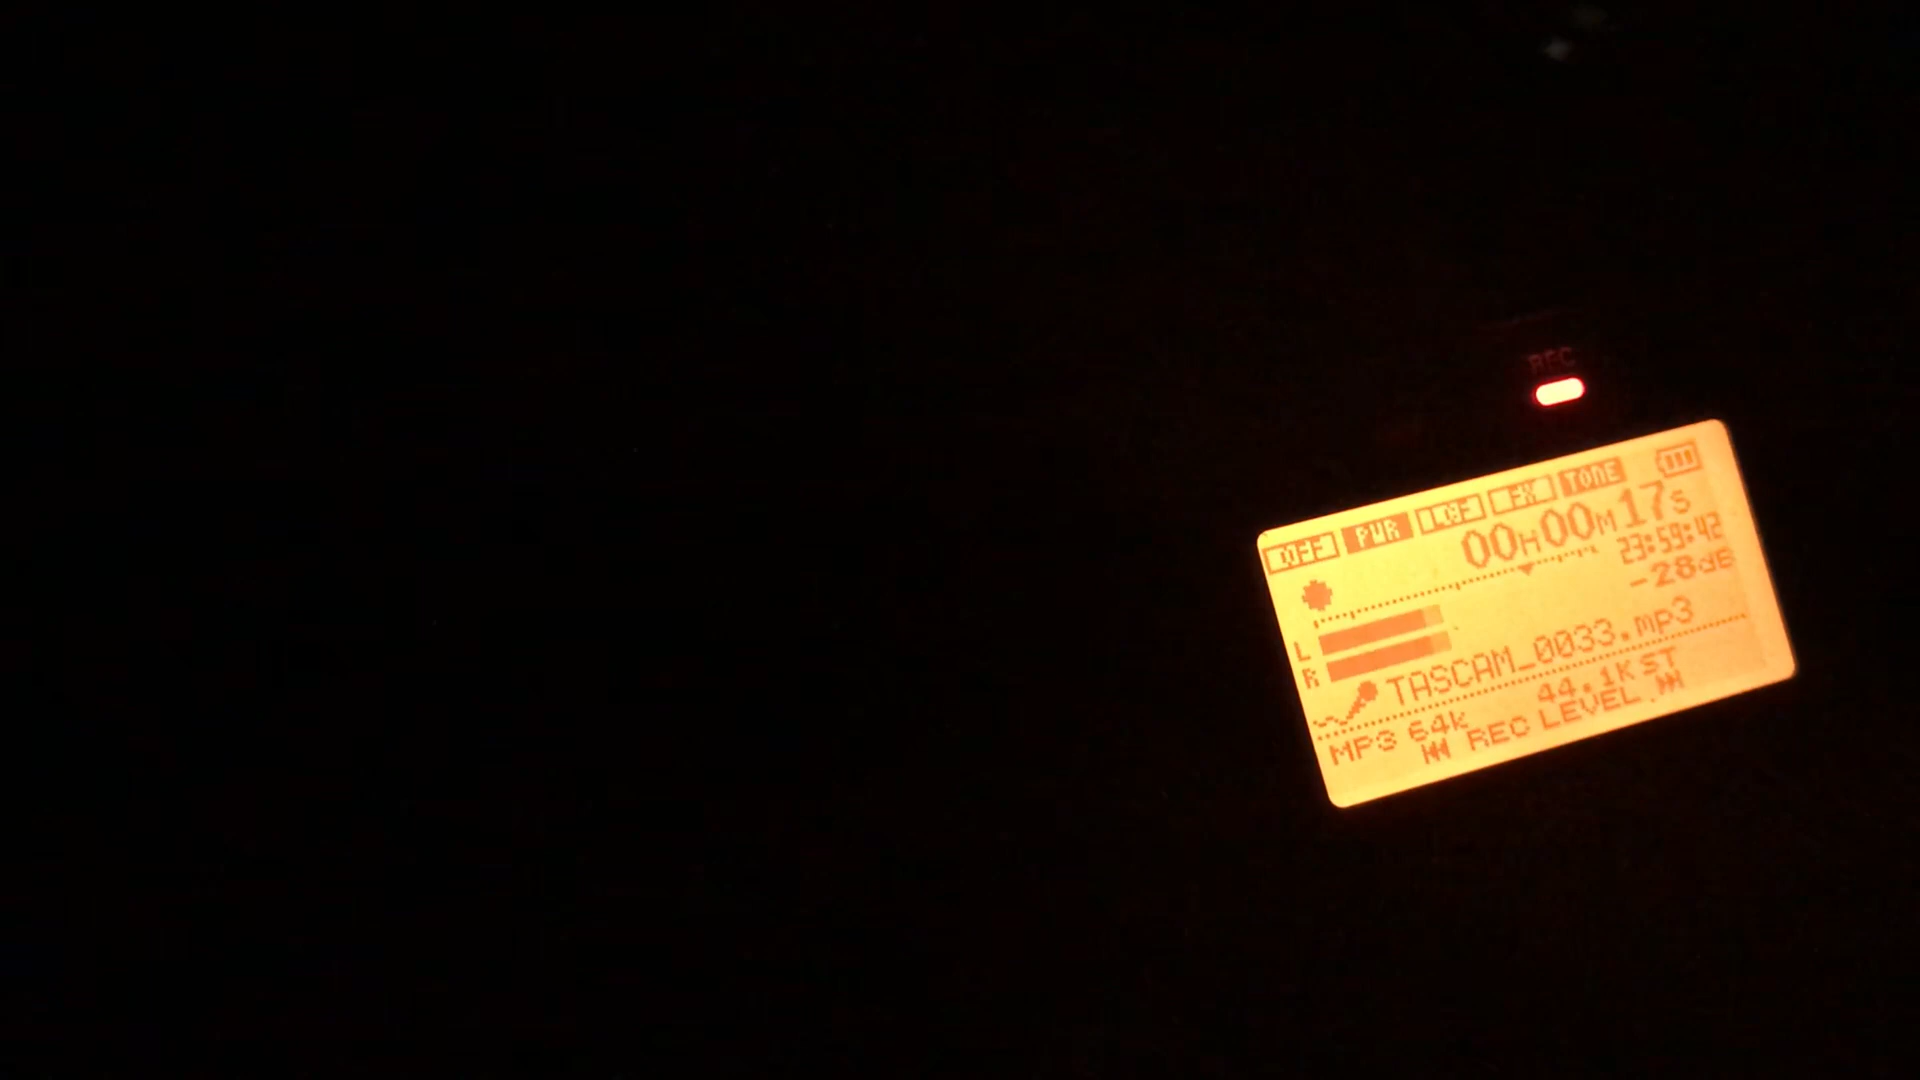 REC
OFF PWR LCF FX TONE
00H00M17S
23:59:42
-28dB
L
R
TASCAM_0033.mp3
MP3 64k 44.1K ST
REC LEVEL